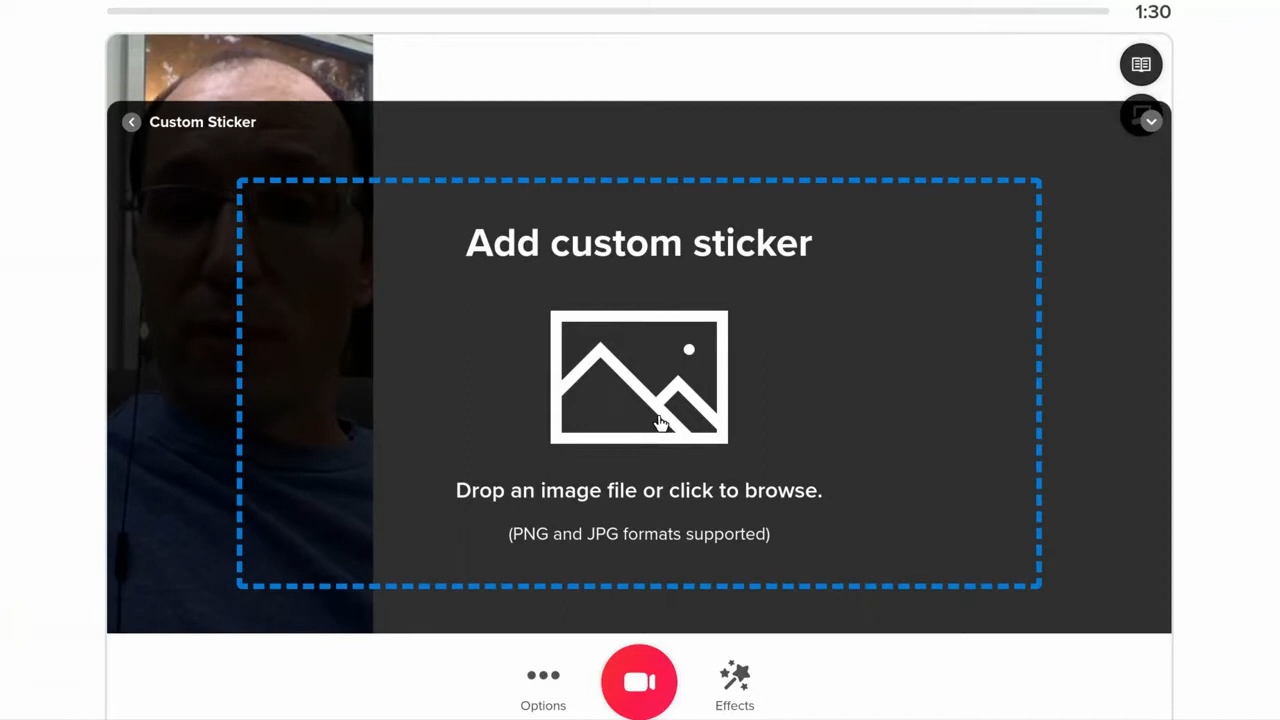 1:30
Custom Sticker
Add custom sticker
Drop an image file or click to browse.
(PNG and JPG formats supported)
Options
Effects